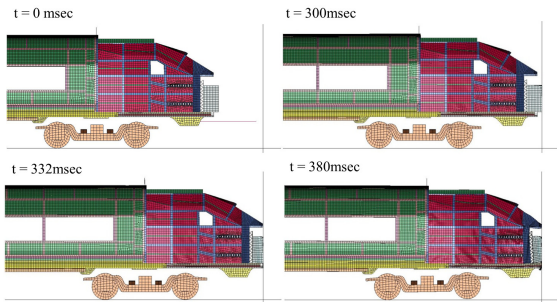 t = 0 msec
t = 300msec
t = 332msec
t = 380msec